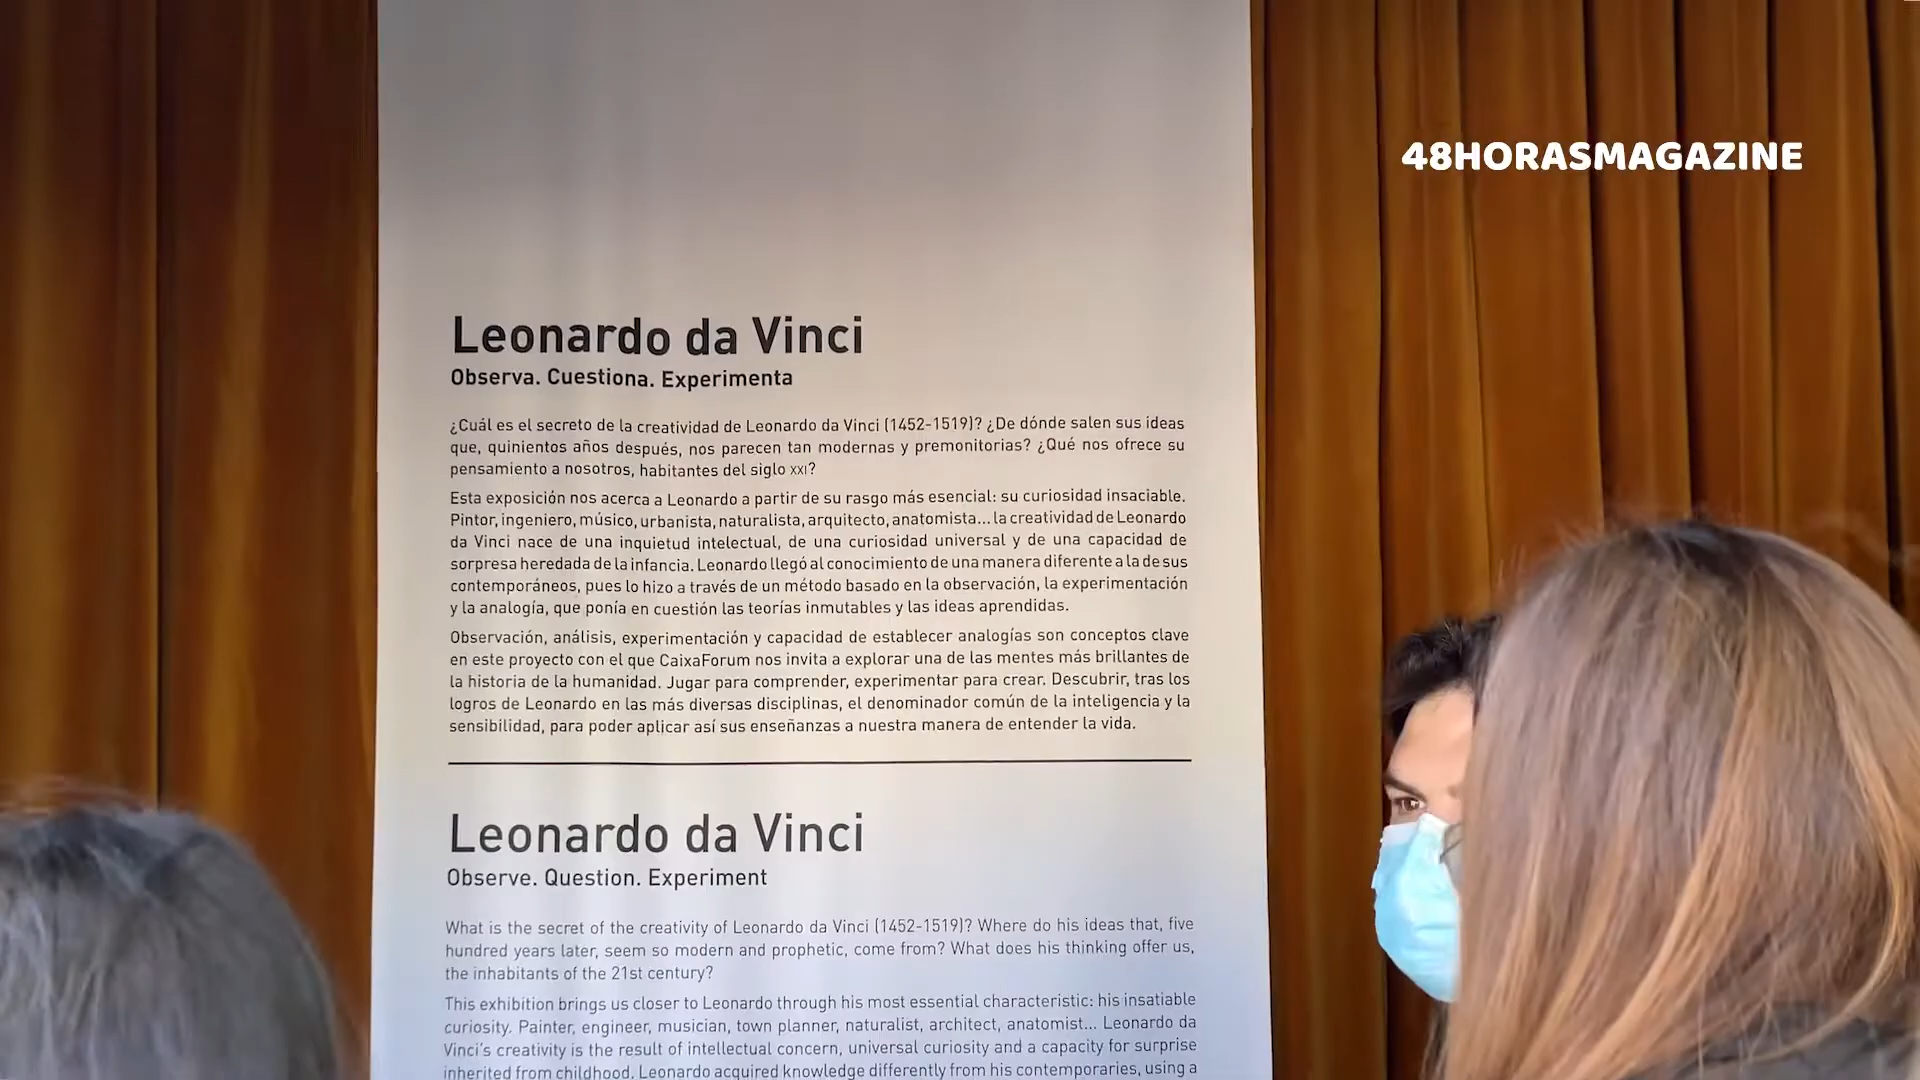 48HORASMAGAZINE
Leonardo da Vinci
Observa. Cuestiona. Experimenta
¿Cuál es el secreto de la creatividad de Leonardo da Vinci (1452-1519)? ¿De dónde salen sus ideas
que, quinientos años después, nos parecen tan modernas y premonitorias? ¿Qué nos ofrece su
pensamiento a nosotros, habitantes del siglo XXI?
Esta exposición nos acerca a Leonardo a partir de su rasgo más esencial: su curiosidad insaciable.
Pintor, ingeniero, músico, urbanista, naturalista, arquitecto, anatomista... la creatividad de Leonardo
da Vinci nace de una inquietud intelectual, de una curiosidad universal y de una capacidad de
sorpresa heredada de la infancia. Leonardo llegó al conocimiento de una manera diferente a la de sus
contemporáneos, pues lo hizo a través de un método basado en la observación, la experimentación
y la analogía, que ponía en cuestión las teorías inmutables y las ideas aprendidas.
Observación, análisis, experimentación y capacidad de establecer analogías son conceptos clave
en este proyecto con el que CaixaForum nos invita a explorar una de las mentes más brillantes de
la historia de la humanidad. Jugar para comprender, experimentar para crear. Descubrir, tras los
logros de Leonardo en las más diversas disciplinas, el denominador común de la inteligencia y la
sensibilidad, para poder aplicar así sus enseñanzas a nuestra manera de entender la vida.
Leonardo da Vinci
Observe. Question. Experiment
What is the secret of the creativity of Leonardo da Vinci (1452-1519)? Where do his ideas that, five
hundred years later, seem so modern and prophetic, come from? What does his thinking offer us,
the inhabitants of the 21st century?
This exhibition brings us closer to Leonardo through his most essential characteristic: his insatiable
curiosity. Painter, engineer, musician, town planner, naturalist, architect, anatomist... Leonardo da
Vinci's creativity is the result of intellectual concern, universal curiosity and a capacity for surprise
inherited from childhood. Leonardo acquired knowledge differently from his contemporaries, using a